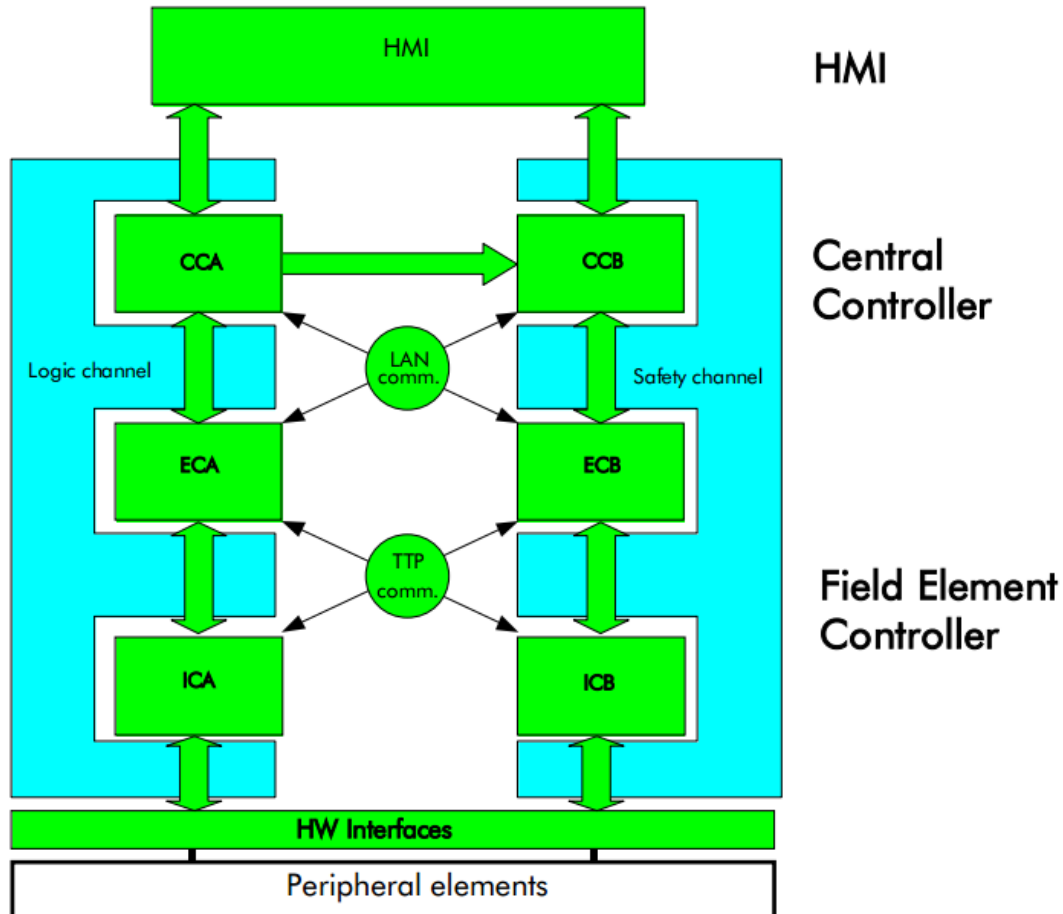 HMI
HMI
CCA
CCB
Central
Controller
LAN
comm.
Logic channel
Safety channel
ECA
ECB
TTP
comm.
Field Element
Controller
ICA
ICB
HW Interfaces
Peripheral elements